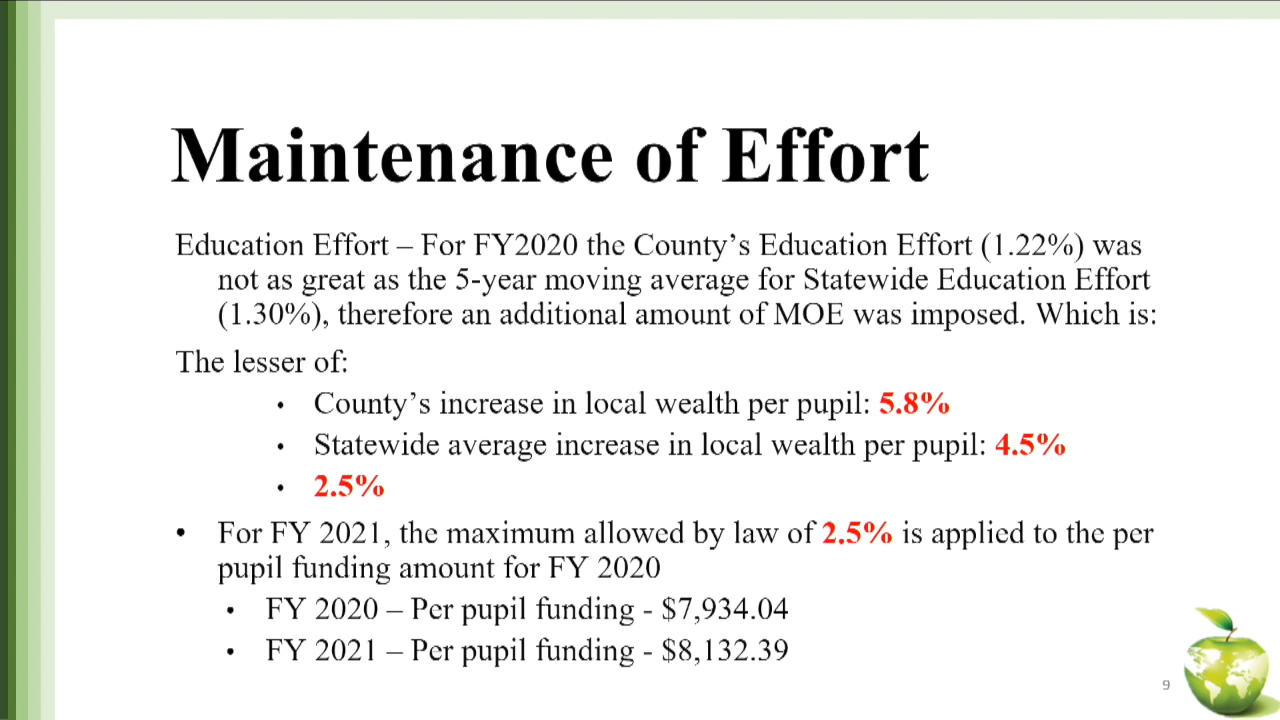 Maintenance of Effort
Education Effort – For FY2020 the County’s Education Effort (1.22%) was
not as great as the 5-year moving average for Statewide Education Effort
(1.30%), therefore an additional amount of MOE was imposed. Which is:
The lesser of:
• County’s increase in local wealth per pupil: 5.8%
• Statewide average increase in local wealth per pupil: 4.5%
• 2.5%
• For FY 2021, the maximum allowed by law of 2.5% is applied to the per
pupil funding amount for FY 2020
• FY 2020 – Per pupil funding - $7,934.04
• FY 2021 – Per pupil funding - $8,132.39
9